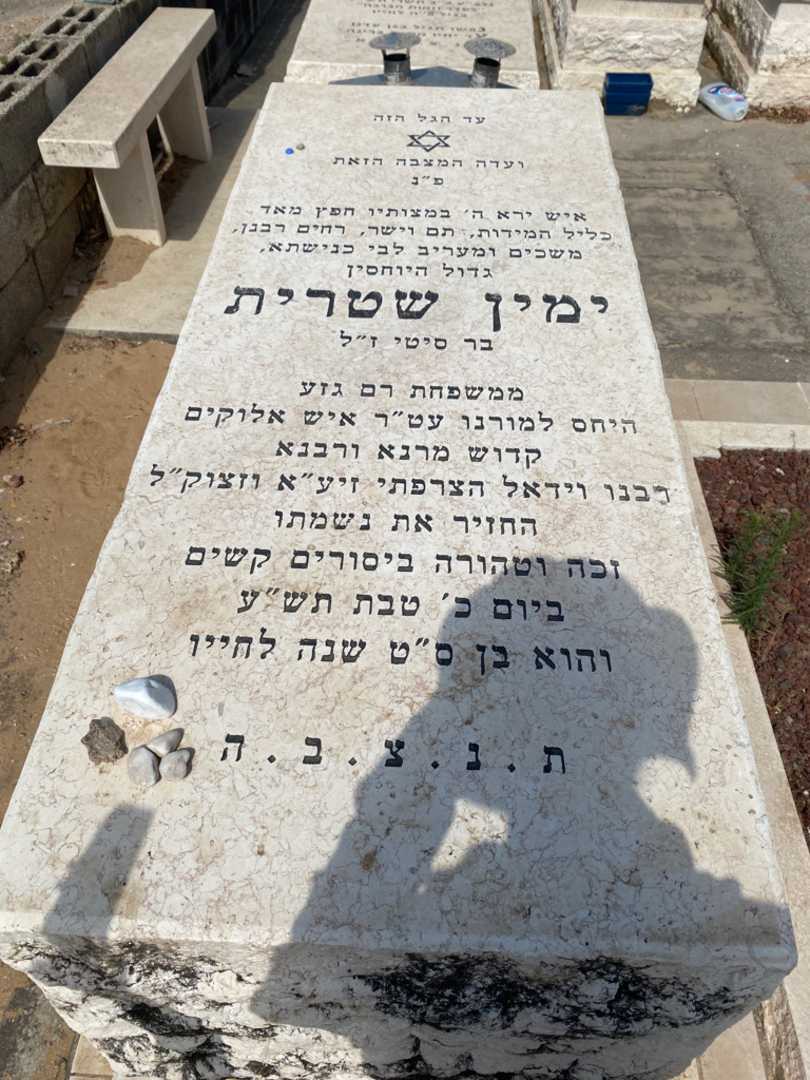 עד הגל הזה
ועדה המצבה הזאת
פ״נ
איש ירא ה׳ במצותיו חפץ מאד
כליל המידות, תם וישר, רחים רבנן,
משכים ומעריב לבי כנישתא,
גדול היוחסין
ימין שטרית
בר סיטי ז״ל
ממשפחת רם גזע
היחס למורנו עט״ר איש אלוקים
קדוש מרנא ורבנא
רבנו וידאל הצרפתי זיע״א וזצוק״ל
החזיר את נשמתו
זכה וטהורה ביסורים קשים
ביום כ׳ טבת תש״ע
והוא בן ס״ט שנה לחייו
ת . נ . צ . ב . ה